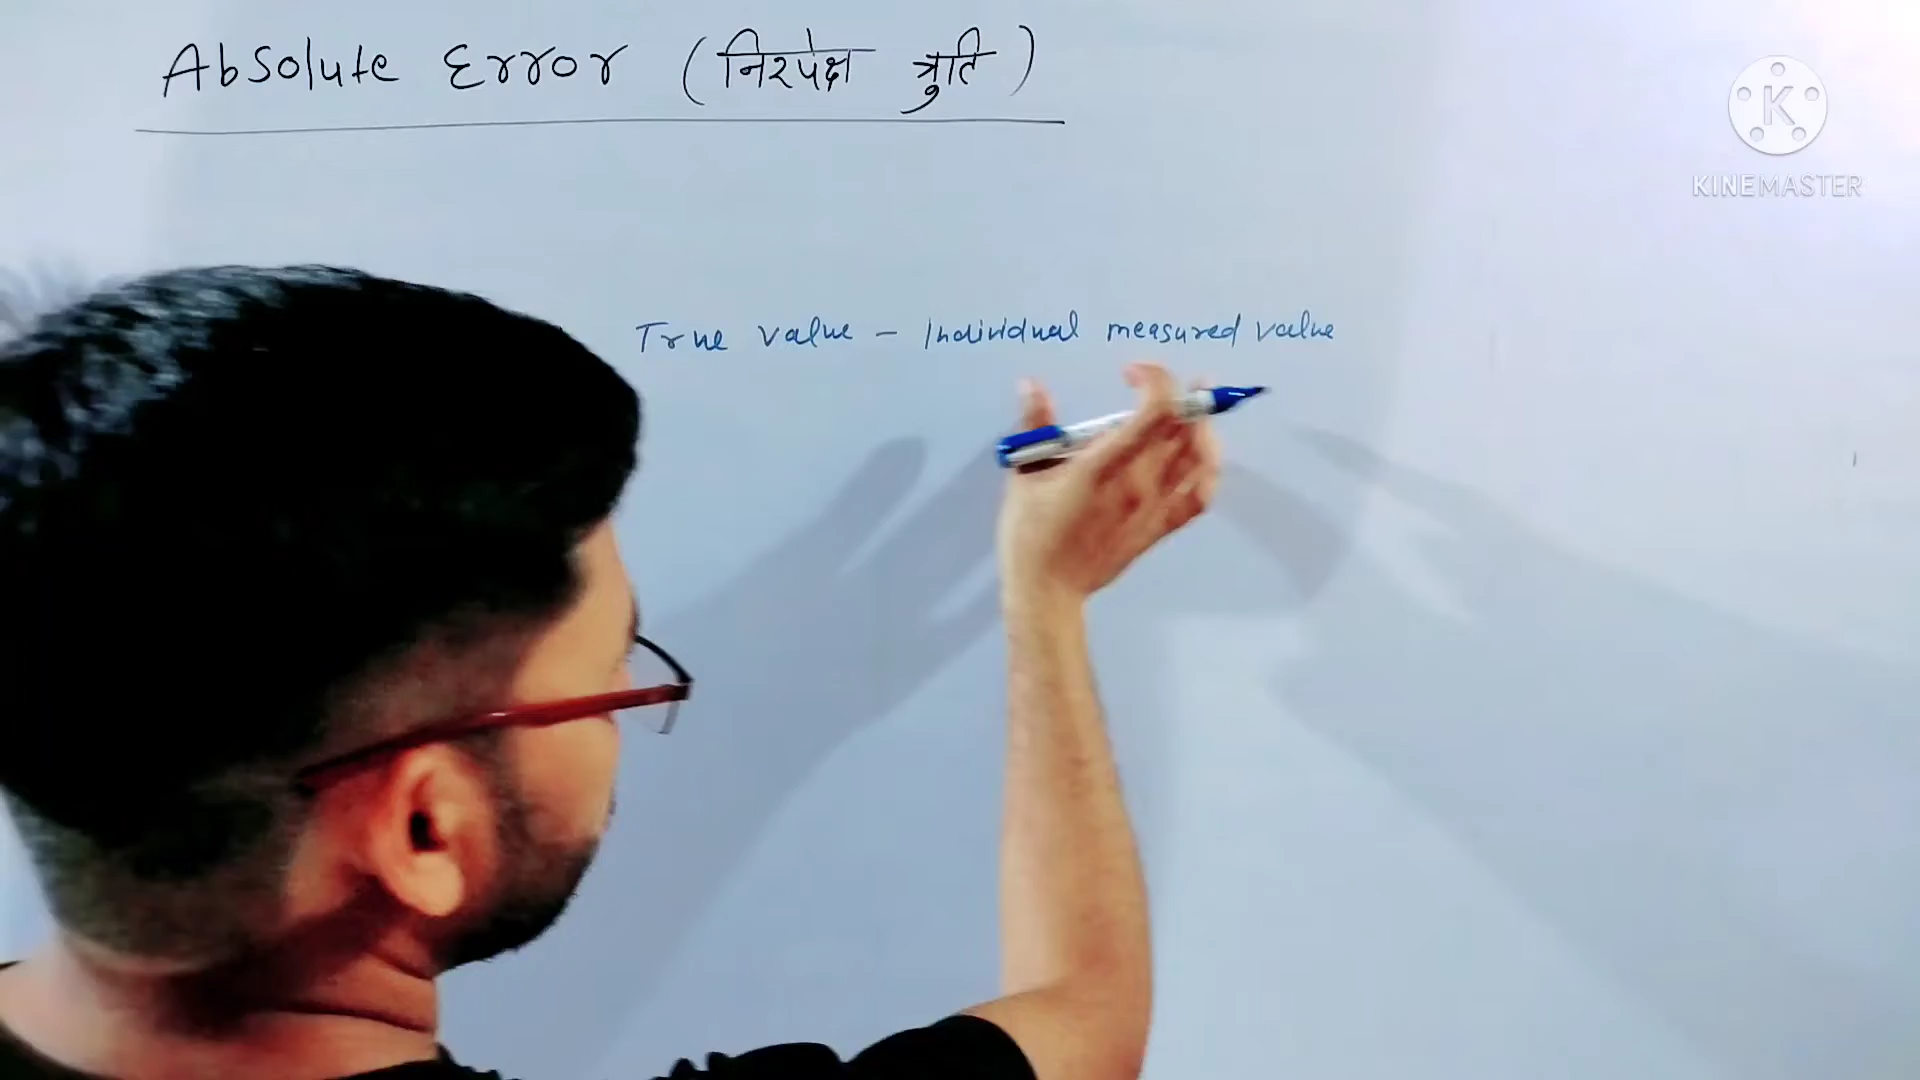 Absolute Error (निरपेक्ष त्रुति)
KINEMASTER
True value - Individual measured value